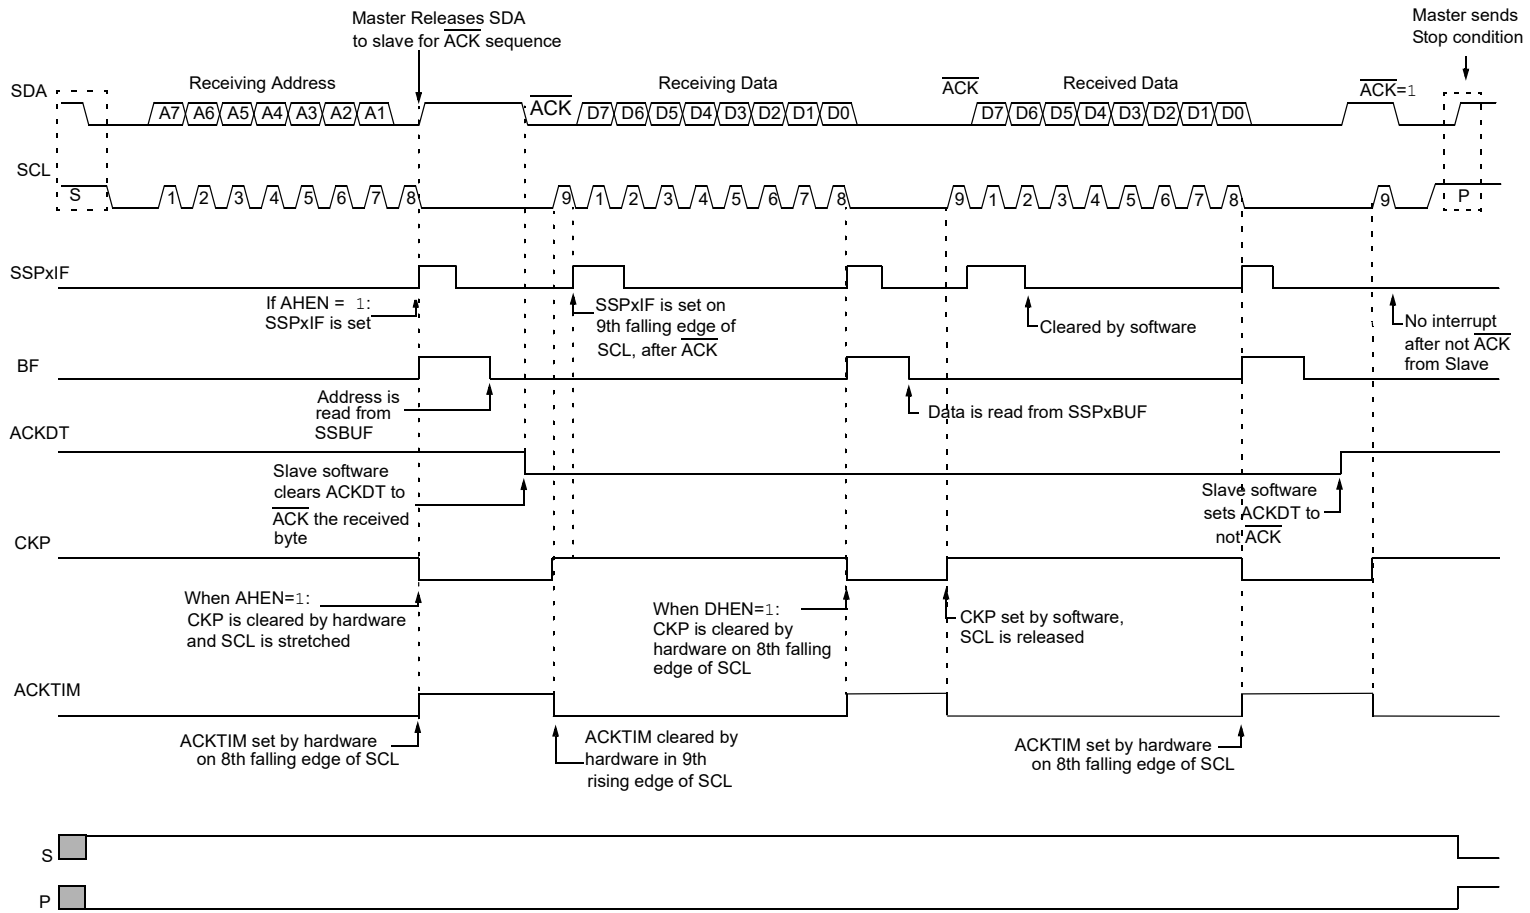 Master Releases SDA
to slave for ACK sequence
Master sends
Stop condition
SDA
Receiving Address
A7 A6 A5 A4 A3 A2 A1
ACK
Receiving Data
D7 D6 D5 D4 D3 D2 D1 D0
ACK
Received Data
D7 D6 D5 D4 D3 D2 D1 D0
ACK=1
SCL
S
1 2 3 4 5 6 7 8 9 1 2 3 4 5 6 7 8 9 1 2 3 4 5 6 7 8 9
P
SSPxIF
If AHEN = 1:
SSPxIF is set
SSPxIF is set on
9th falling edge of
SCL, after ACK
Cleared by software
No interrupt
after not ACK
from Slave
BF
Address is
read from
SSBUF
Data is read from SSPxBUF
ACKDT
Slave software
clears ACKDT to
ACK the received
byte
Slave software
sets ACKDT to
not ACK
CKP
When AHEN=1:
CKP is cleared by hardware
and SCL is stretched
When DHEN=1:
CKP is cleared by
hardware on 8th falling
edge of SCL
CKP set by software,
SCL is released
ACKTIM
ACKTIM set by hardware
on 8th falling edge of SCL
ACKTIM cleared by
hardware in 9th
rising edge of SCL
ACKTIM set by hardware
on 8th falling edge of SCL
S
P